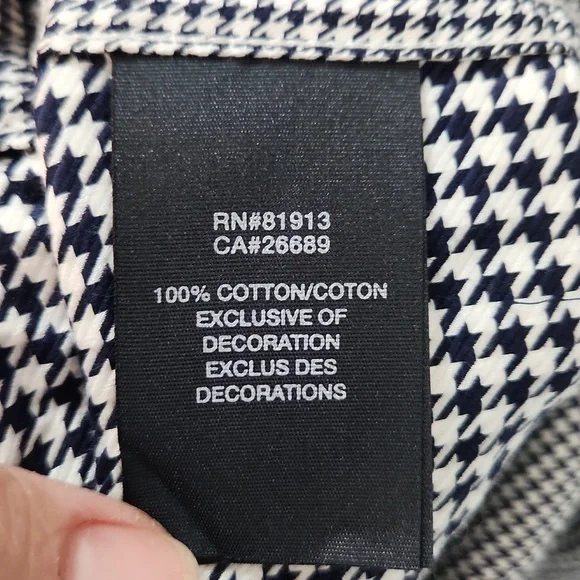 RN#81913
CA#26689
100% COTTON/COTON
EXCLUSIVE OF
DECORATION
EXCLUS DES
DECORATIONS